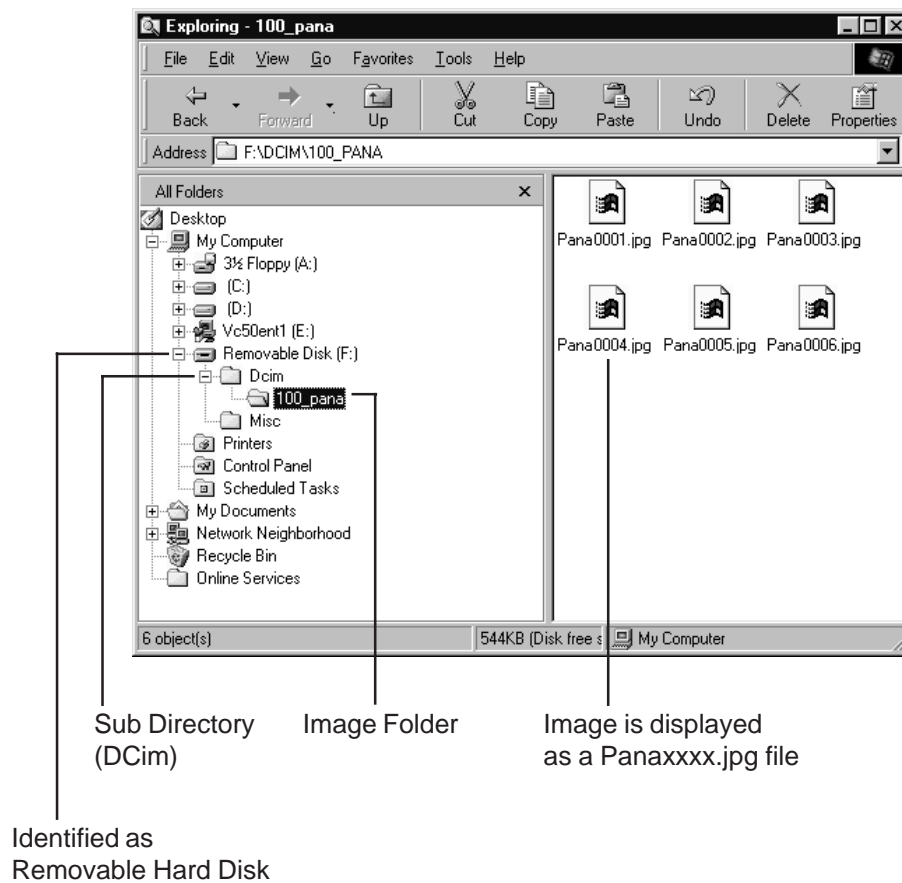 Exploring - 100_pana
File Edit View Go Favorites Tools Help
Back Forward Up Cut Copy Paste Undo Delete Properties
Address F:\DCIM\100_PANA
All Folders
Desktop
My Computer
3½ Floppy (A:)
(C:)
(D:)
Vc50ent1 (E:)
Removable Disk (F:)
Dcim
100_pana
Misc
Printers
Control Panel
Scheduled Tasks
My Documents
Network Neighborhood
Recycle Bin
Online Services
Pana0001.jpg Pana0002.jpg Pana0003.jpg
Pana0004.jpg Pana0005.jpg Pana0006.jpg
6 object(s) 544KB (Disk free s My Computer
Sub Directory
(DCim)
Image Folder
Image is displayed
as a Panaxxxx.jpg file
Identified as
Removable Hard Disk